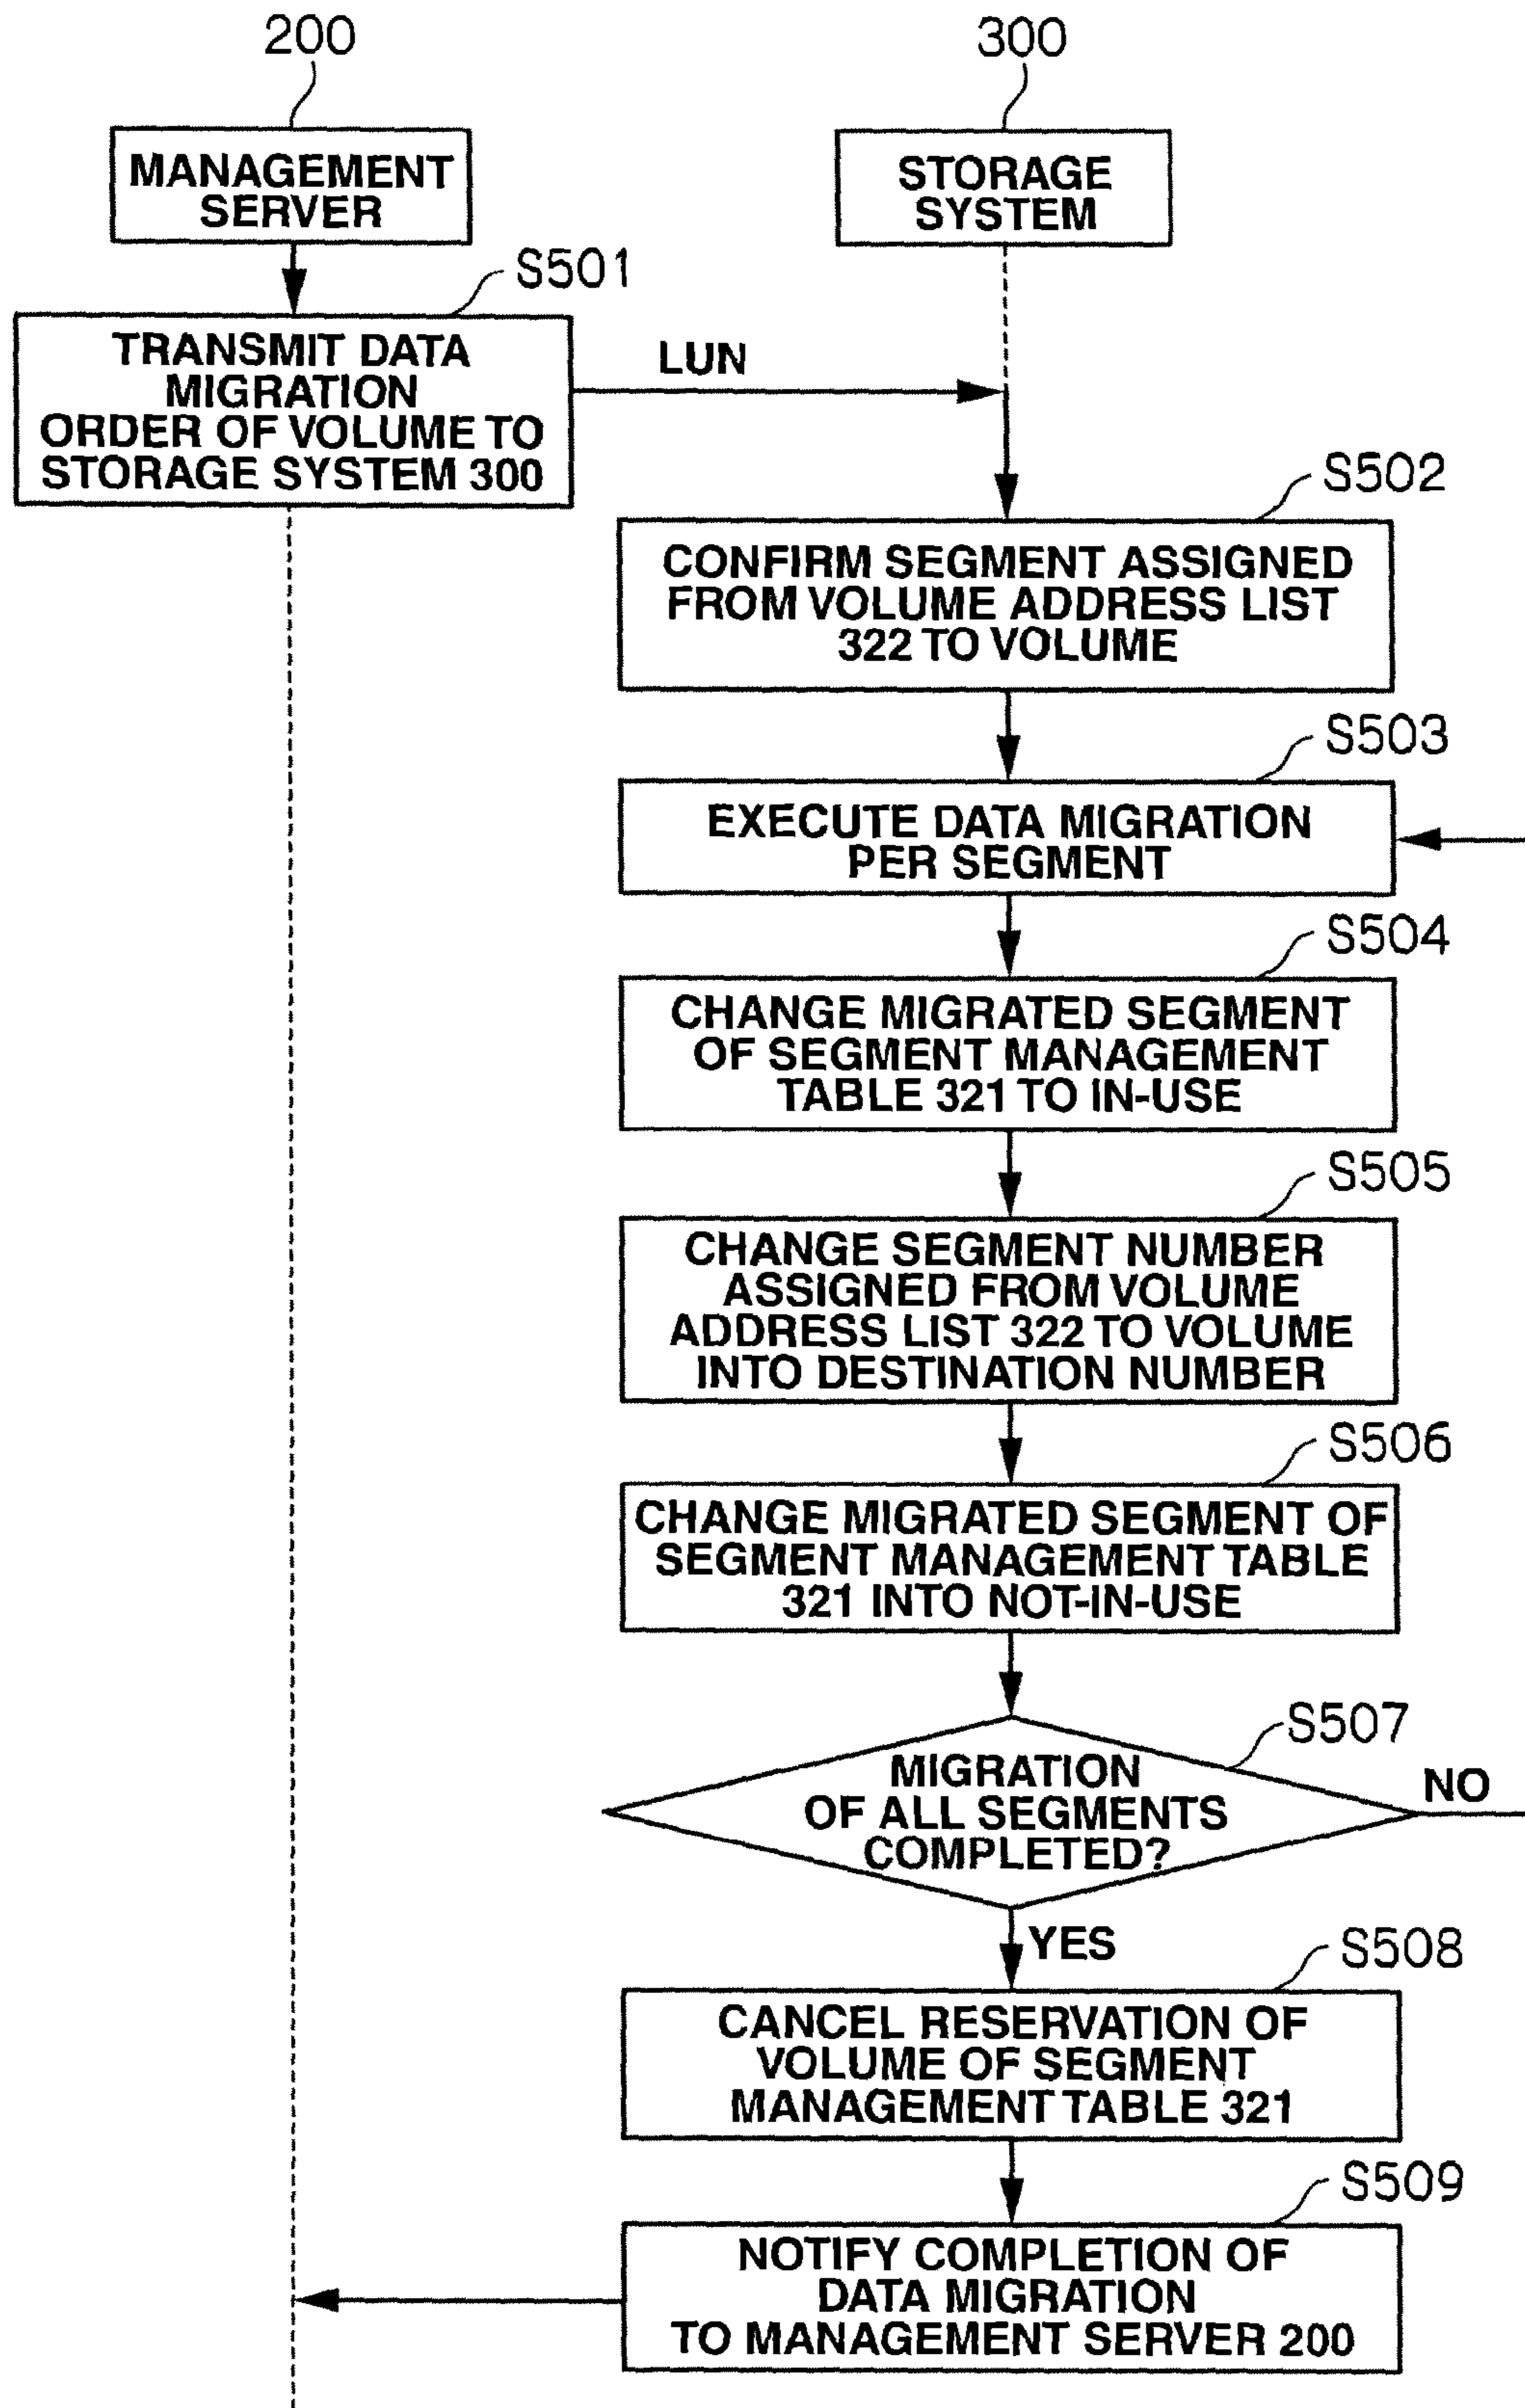 200
300
MANAGEMENT
SERVER
STORAGE
SYSTEM
S501
TRANSMIT DATA
MIGRATION
ORDER OF VOLUME TO
STORAGE SYSTEM 300
LUN
S502
CONFIRM SEGMENT ASSIGNED
FROM VOLUME ADDRESS LIST
322 TO VOLUME
S503
EXECUTE DATA MIGRATION
PER SEGMENT
S504
CHANGE MIGRATED SEGMENT
OF SEGMENT MANAGEMENT
TABLE 321 TO IN-USE
S505
CHANGE SEGMENT NUMBER
ASSIGNED FROM VOLUME
ADDRESS LIST 322 TO VOLUME
INTO DESTINATION NUMBER
S506
CHANGE MIGRATED SEGMENT OF
SEGMENT MANAGEMENT TABLE
321 INTO NOT-IN-USE
S507
MIGRATION
OF ALL SEGMENTS
COMPLETED?
NO
YES
S508
CANCEL RESERVATION OF
VOLUME OF SEGMENT
MANAGEMENT TABLE 321
S509
NOTIFY COMPLETION OF
DATA MIGRATION
TO MANAGEMENT SERVER 200